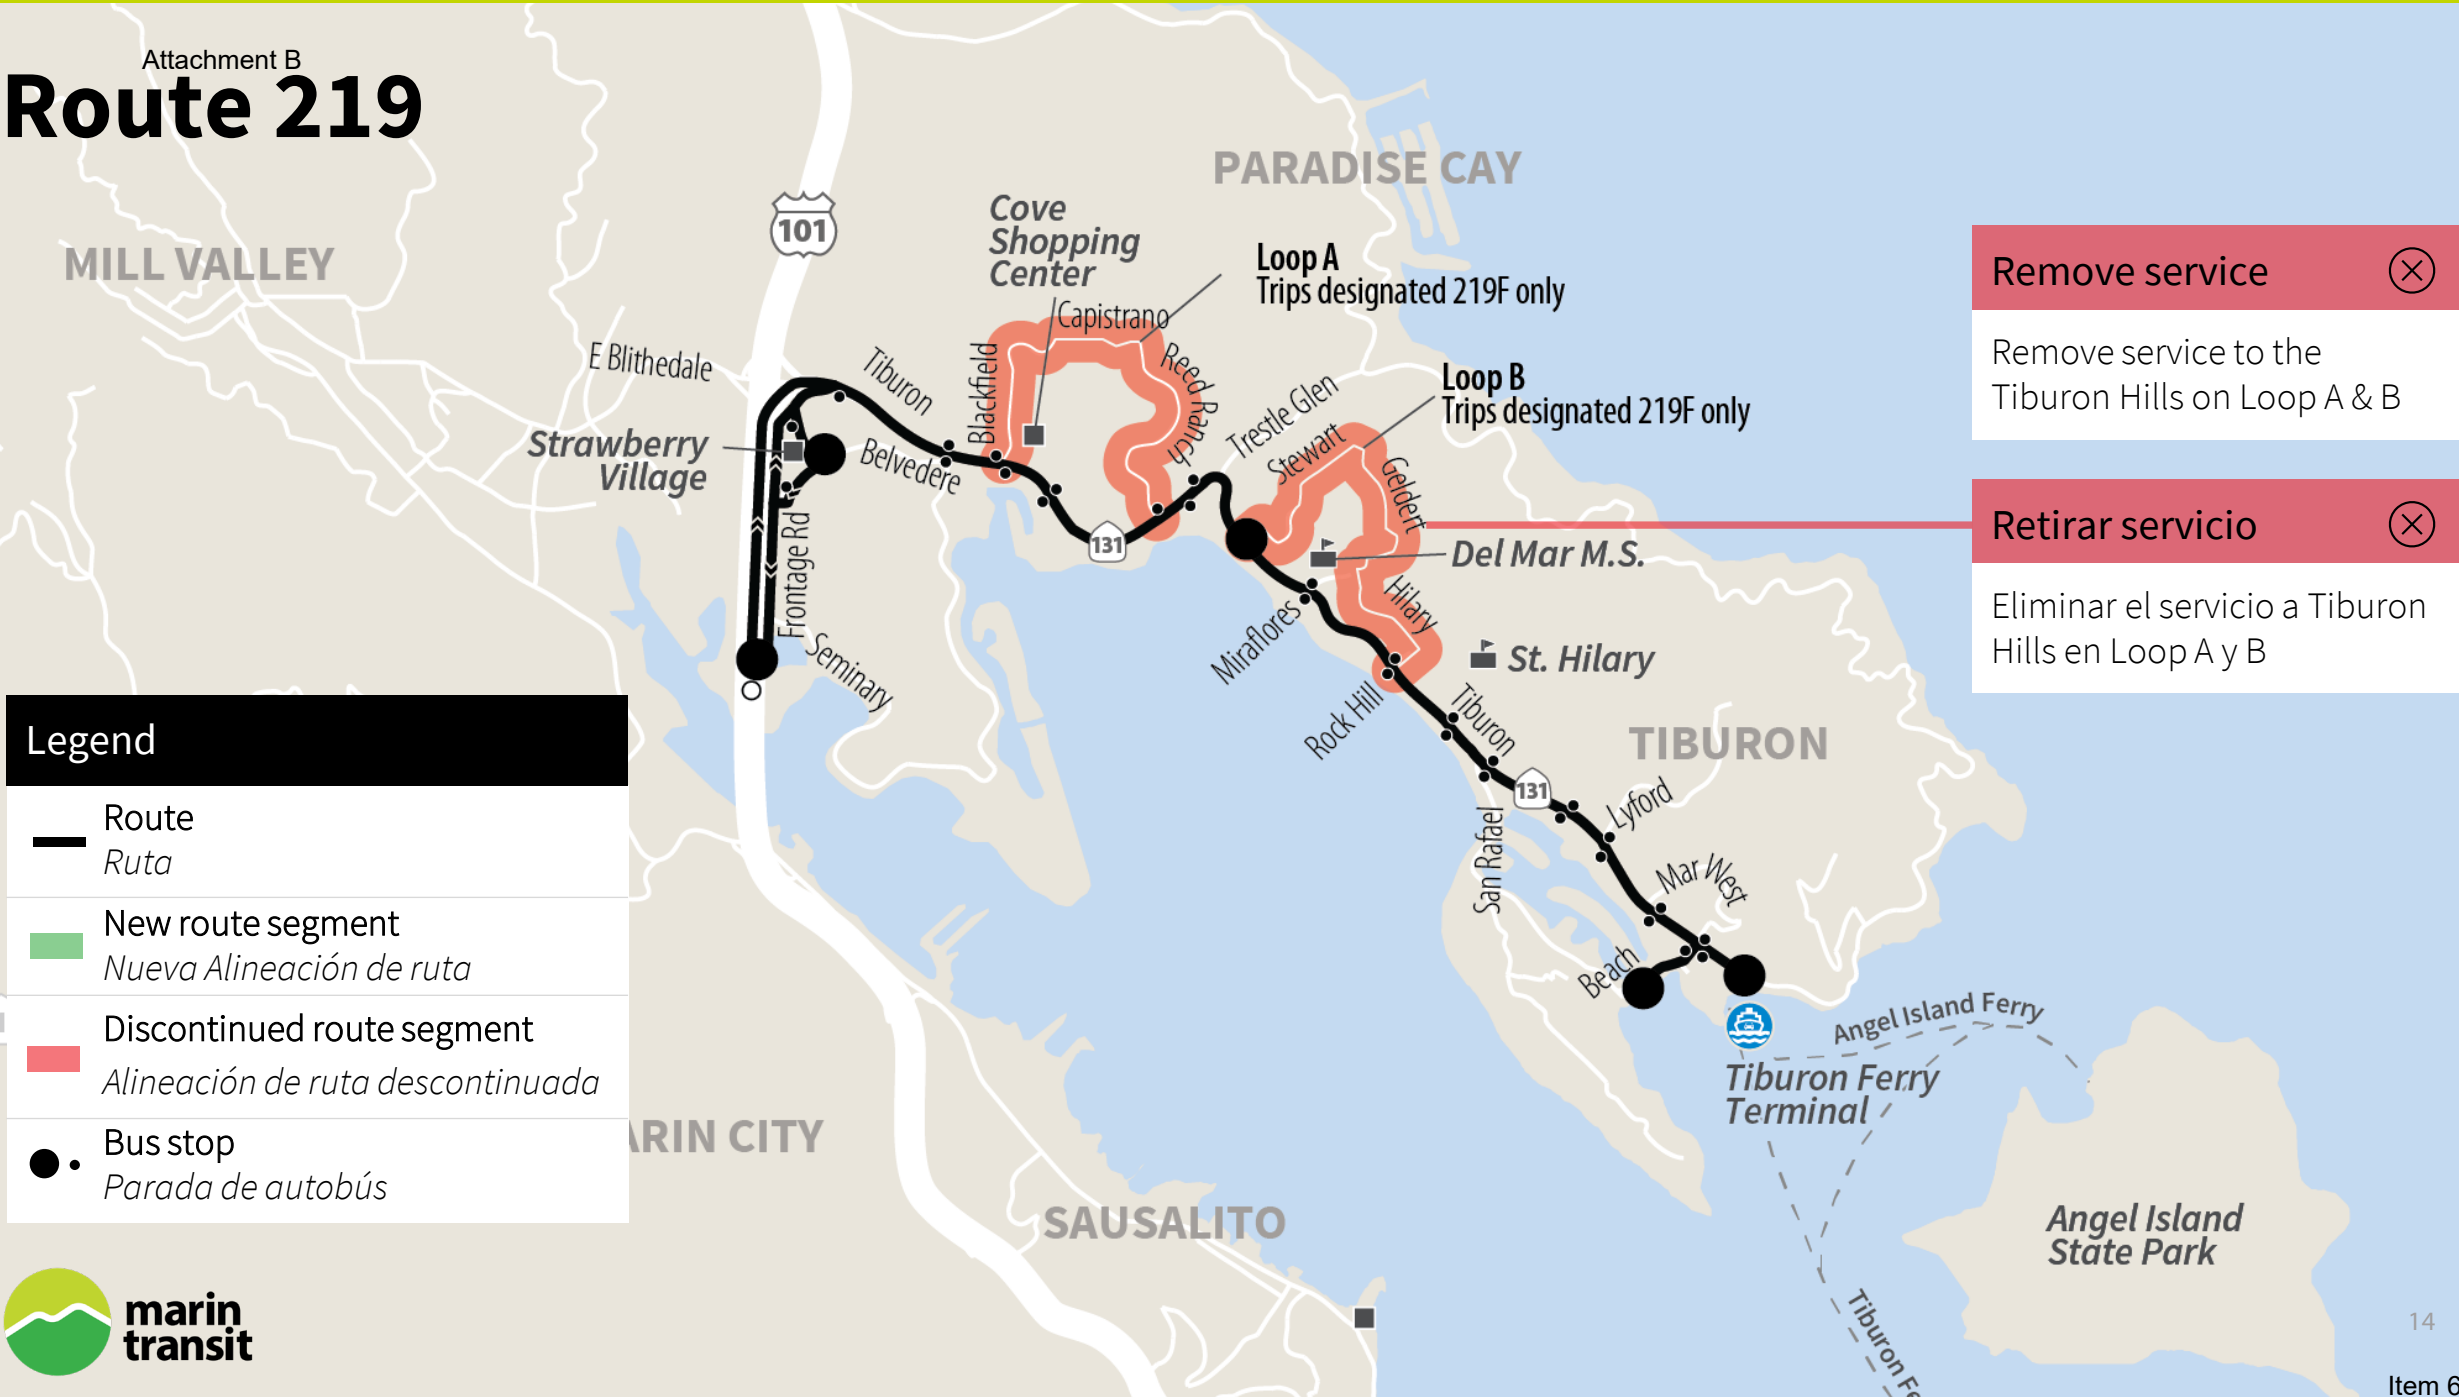 Attachment B
Route 219
MILL VALLEY
101
PARADISE CAY
Cove
Shopping
Center
Loop A
Trips designated 219F only
Capistrano
Reed Ranch
Blackfield
E Blithedale
Tiburon
Belvedere
Strawberry
Village
Frontage Rd
Seminary
131
Trestle Glen
Loop B
Trips designated 219F only
Stewart
Geldert
Del Mar M.S.
Hilary
Miraflores
St. Hilary
Rock Hill
Tiburon
TIBURON
131
San Rafael
Lyford
Mar West
Beach
Angel Island Ferry
Tiburon Ferry
Terminal
Angel Island
State Park
Tiburon Fe
ARIN CITY
SAUSALITO
Remove service
Remove service to the
Tiburon Hills on Loop A & B
Retirar servicio
Eliminar el servicio a Tiburon
Hills en Loop A y B
Legend
Route
Ruta
New route segment
Nueva Alineación de ruta
Discontinued route segment
Alineación de ruta descontinuada
Bus stop
Parada de autobús
marin
transit
14
Item 6